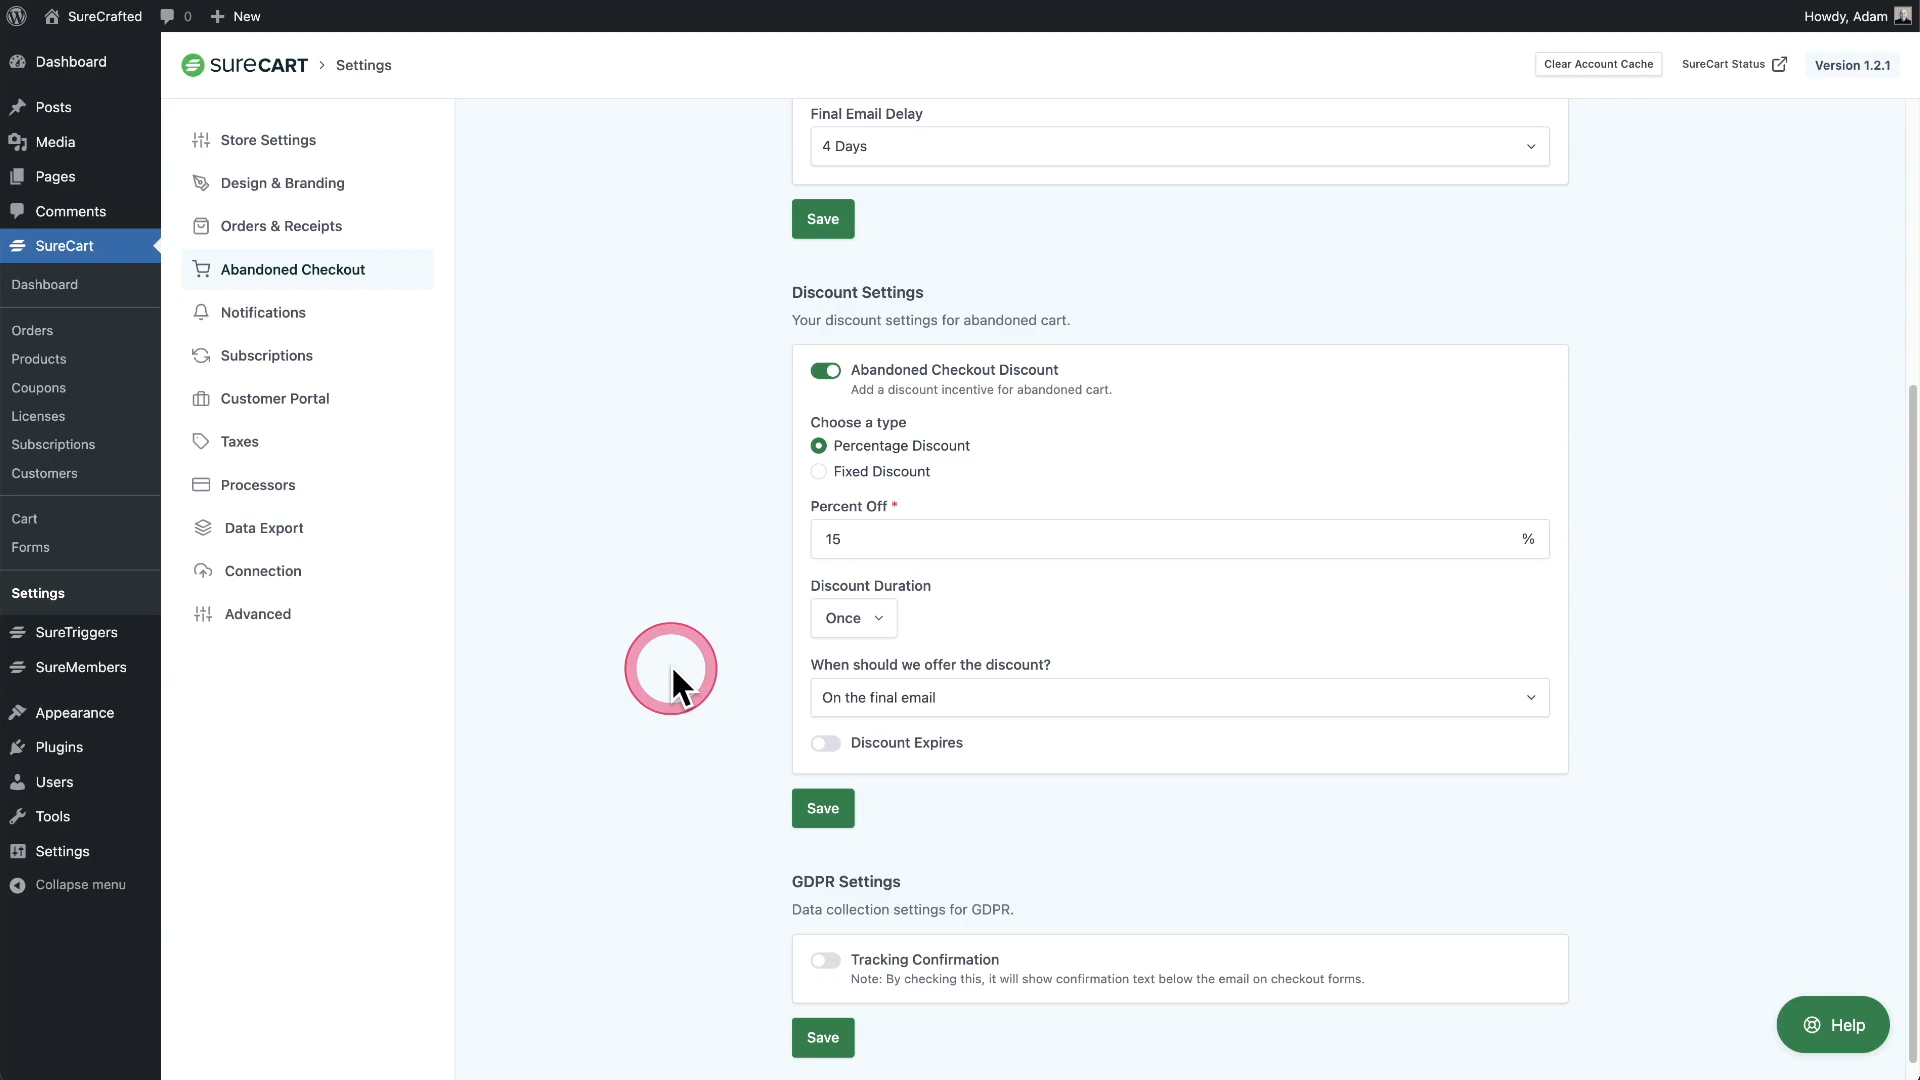 SureCrafted
0
New
Howdy, Adam
Dashboard
Posts
Media
Pages
Comments
SureCart
Dashboard
Orders
Products
Coupons
Licenses
Subscriptions
Customers
Cart
Forms
Settings
SureTriggers
SureMembers
Appearance
Plugins
Users
Tools
Settings
Collapse menu
SURECART > Settings
Clear Account Cache
SureCart Status
Version 1.2.1
Store Settings
Design & Branding
Orders & Receipts
Abandoned Checkout
Notifications
Subscriptions
Customer Portal
Taxes
Processors
Data Export
Connection
Advanced
Final Email Delay
4 Days
Save
Discount Settings
Your discount settings for abandoned cart.
Abandoned Checkout Discount
Add a discount incentive for abandoned cart.
Choose a type
Percentage Discount
Fixed Discount
Percent Off *
15 %
Discount Duration
Once
When should we offer the discount?
On the final email
Discount Expires
Save
GDPR Settings
Data collection settings for GDPR.
Tracking Confirmation
Note: By checking this, it will show confirmation text below the email on checkout forms.
Save
Help